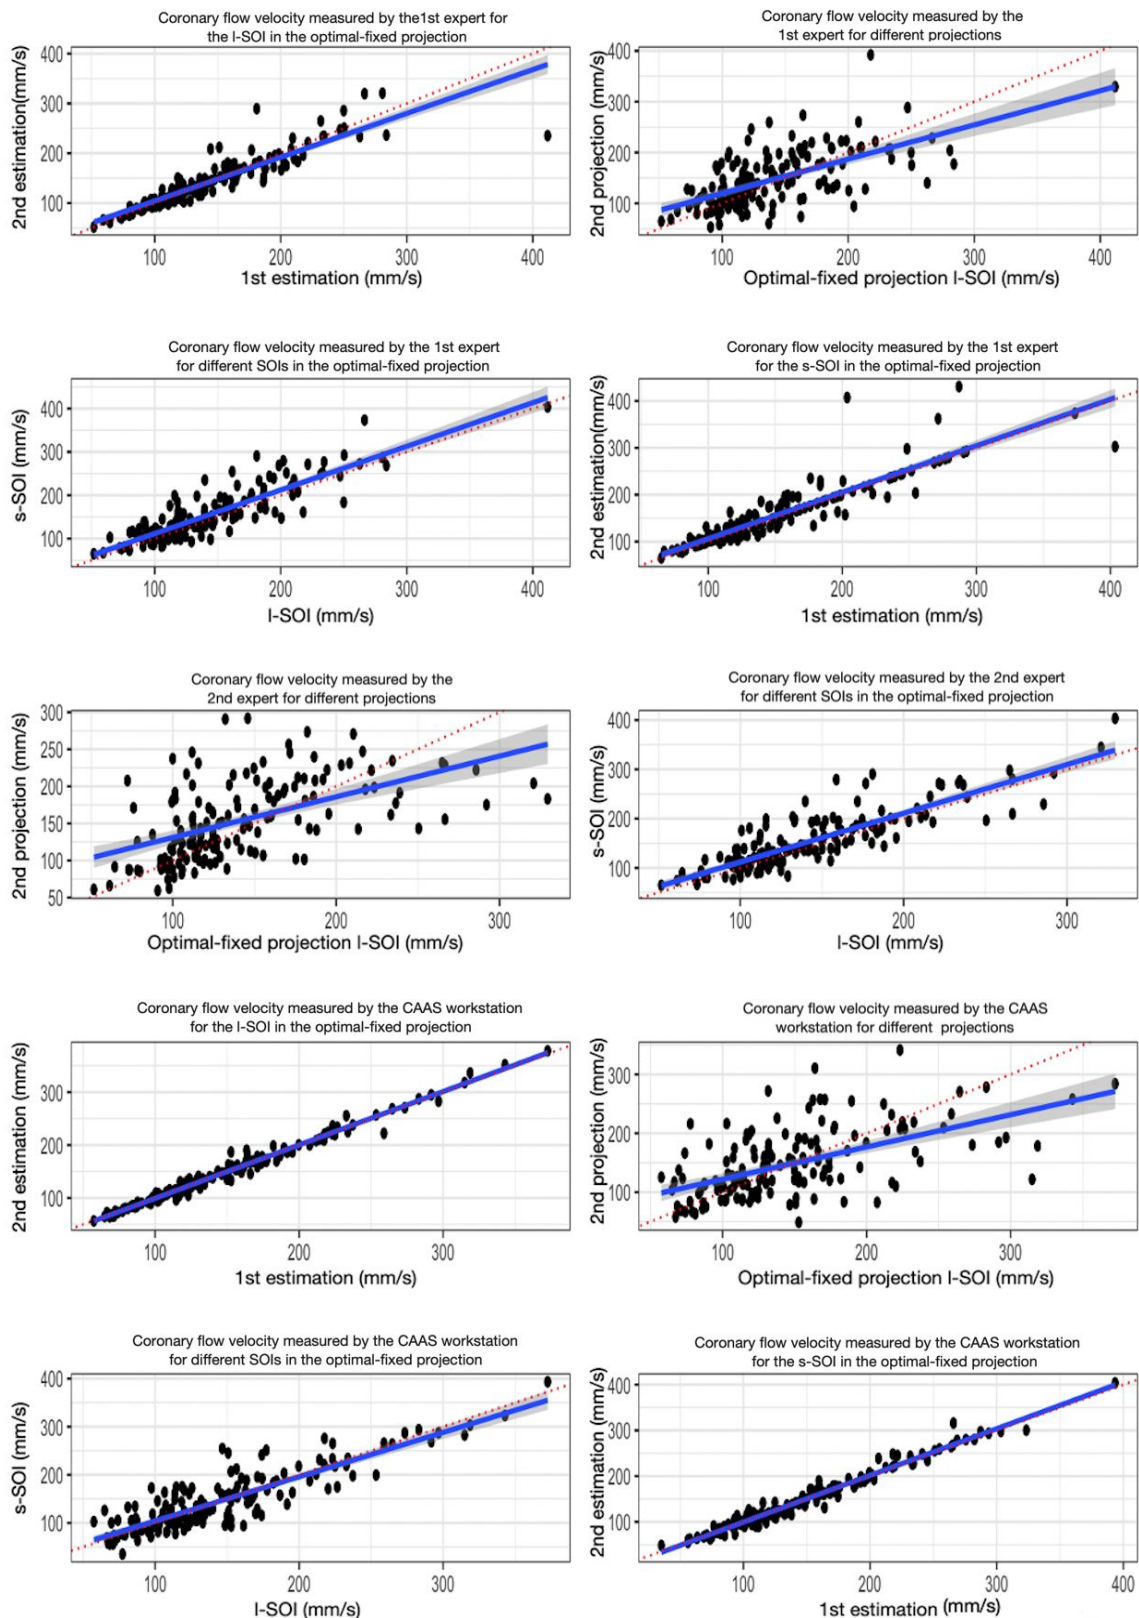 Coronary flow velocity measured by the1st expert for
the l-SOI in the optimal-fixed projection
2nd estimation(mm/s)
400
300
200
100
100
200
300
400
1st estimation (mm/s)
Coronary flow velocity measured by the
1st expert for different projections
2nd projection (mm/s)
400
300
200
100
100
200
300
400
Optimal-fixed projection l-SOI (mm/s)
Coronary flow velocity measured by the 1st expert
for different SOIs in the optimal-fixed projection
s-SOI (mm/s)
400
300
200
100
100
200
300
400
l-SOI (mm/s)
Coronary flow velocity measured by the 1st expert
for the s-SOI in the optimal-fixed projection
2nd estimation(mm/s)
400
300
200
100
100
200
300
400
1st estimation (mm/s)
Coronary flow velocity measured by the
2nd expert for different projections
2nd projection (mm/s)
300
250
200
150
100
50
100
200
300
Optimal-fixed projection l-SOI (mm/s)
Coronary flow velocity measured by the 2nd expert
for different SOIs in the optimal-fixed projection
s-SOI (mm/s)
400
300
200
100
100
200
300
l-SOI (mm/s)
Coronary flow velocity measured by the CAAS workstation
for the l-SOI in the optimal-fixed projection
2nd estimation (mm/s)
300
200
100
100
200
300
1st estimation (mm/s)
Coronary flow velocity measured by the CAAS
workstation for different projections
2nd projection (mm/s)
300
200
100
100
200
300
Optimal-fixed projection l-SOI (mm/s)
Coronary flow velocity measured by the CAAS workstation
for different SOIs in the optimal-fixed projection
s-SOI (mm/s)
400
300
200
100
100
200
300
l-SOI (mm/s)
Coronary flow velocity measured by the CAAS workstation
for the s-SOI in the optimal-fixed projection
2nd estimation (mm/s)
400
300
200
100
100
200
300
400
1st estimation (mm/s)